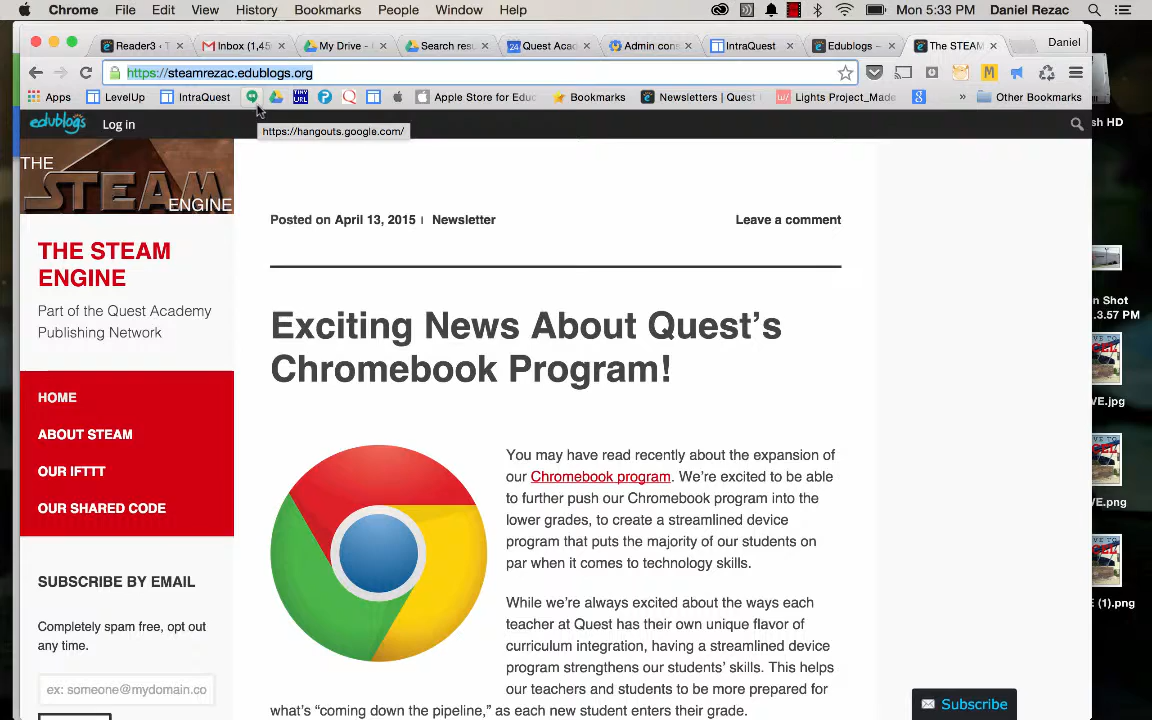 Chrome File Edit View History Bookmarks People Window Help Mon 5:33 PM Daniel Rezac
Reader3 Inbox (1,45 My Drive - Search resu Quest Aca Admin con IntraQuest Edublogs - The STEAM Daniel
https://steamrezac.edublogs.org
Apps LevelUp IntraQuest TINY URL Apple Store for Edu Bookmarks Newsletters | Quest Lights Project_Made » Other Bookmarks
edublogs Log in
https://hangouts.google.com/
sh HD
THE
STEAM
ENGINE
Posted on April 13, 2015 | Newsletter Leave a comment
THE STEAM
ENGINE
Part of the Quest Academy
Publishing Network
HOME
ABOUT STEAM
OUR IFTTT
OUR SHARED CODE
SUBSCRIBE BY EMAIL
Completely spam free, opt out
any time.
ex: someone@mydomain.co
Exciting News About Quest's
Chromebook Program!
You may have read recently about the expansion of
our Chromebook program. We're excited to be able
to further push our Chromebook program into the
lower grades, to create a streamlined device
program that puts the majority of our students on
par when it comes to technology skills.
While we're always excited about the ways each
teacher at Quest has their own unique flavor of
curriculum integration, having a streamlined device
program strengthens our students' skills. This helps
our teachers and students to be more prepared for
what's "coming down the pipeline," as each new student enters their grade.
Subscribe
n Shot
.3.57 PM
VE.jpg
VE.png
E (1).png